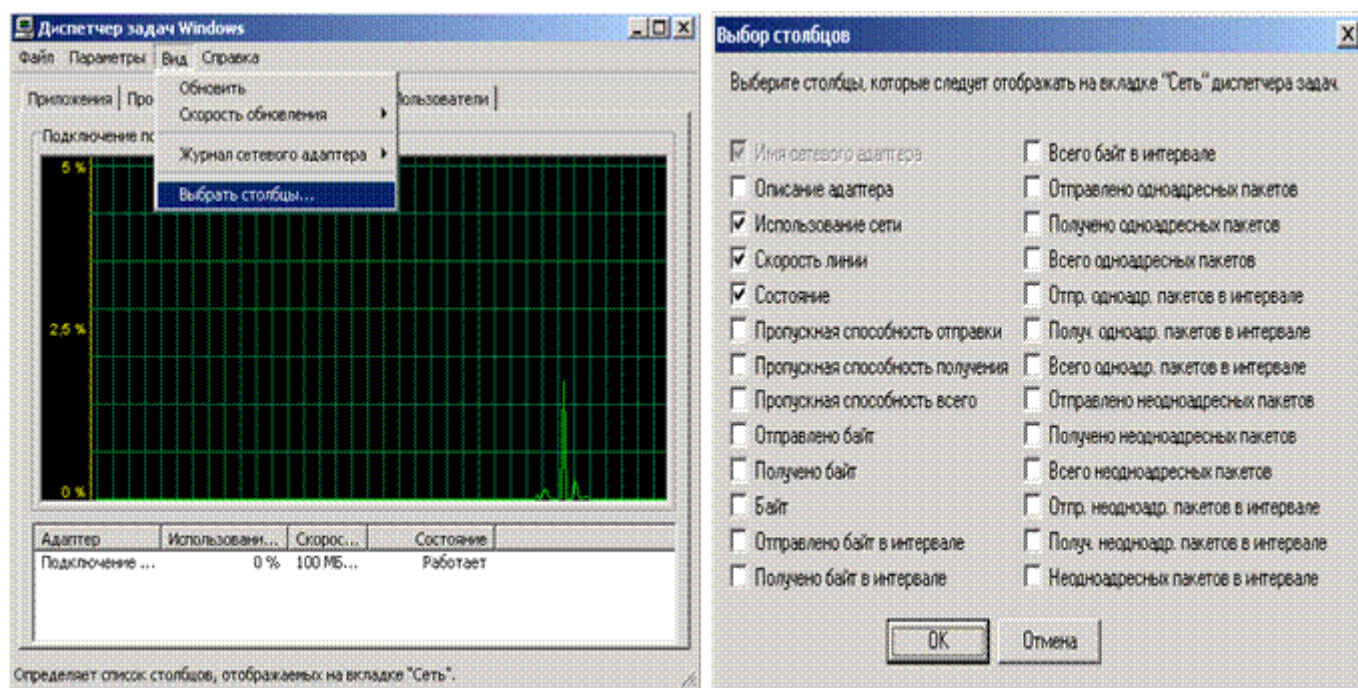 Диспетчер задач Windows
Файл Параметры Вид Справка
Обновить
Скорость обновления
Журнал сетевого адаптера
Выбрать столбцы...
Приложения Про ользователи
Подключение по
5 %
2,5 %
0 %
Адаптер Использовани... Скорос... Состояние
Подключение ... 0 % 100 МБ... Работает
Определяет список столбцов, отображаемых на вкладке "Сеть".
Выбор столбцов
Выберите столбцы, которые следует отображать на вкладке "Сеть" диспетчера задач.
Имя сетевого адаптера
Описание адаптера
Использование сети
Скорость линии
Состояние
Пропускная способность отправки
Пропускная способность получения
Пропускная способность всего
Отправлено байт
Получено байт
Байт
Отправлено байт в интервале
Получено байт в интервале
Всего байт в интервале
Отправлено одноадресных пакетов
Получено одноадресных пакетов
Всего одноадресных пакетов
Отпр. одноадр. пакетов в интервале
Получ. одноадр. пакетов в интервале
Всего одноадр. пакетов в интервале
Отправлено неодноадресных пакетов
Получено неодноадресных пакетов
Всего неодноадресных пакетов
Отпр. неодноадр. пакетов в интервале
Получ. неодноадр. пакетов в интервале
Неодноадресных пакетов в интервале
OK Отмена